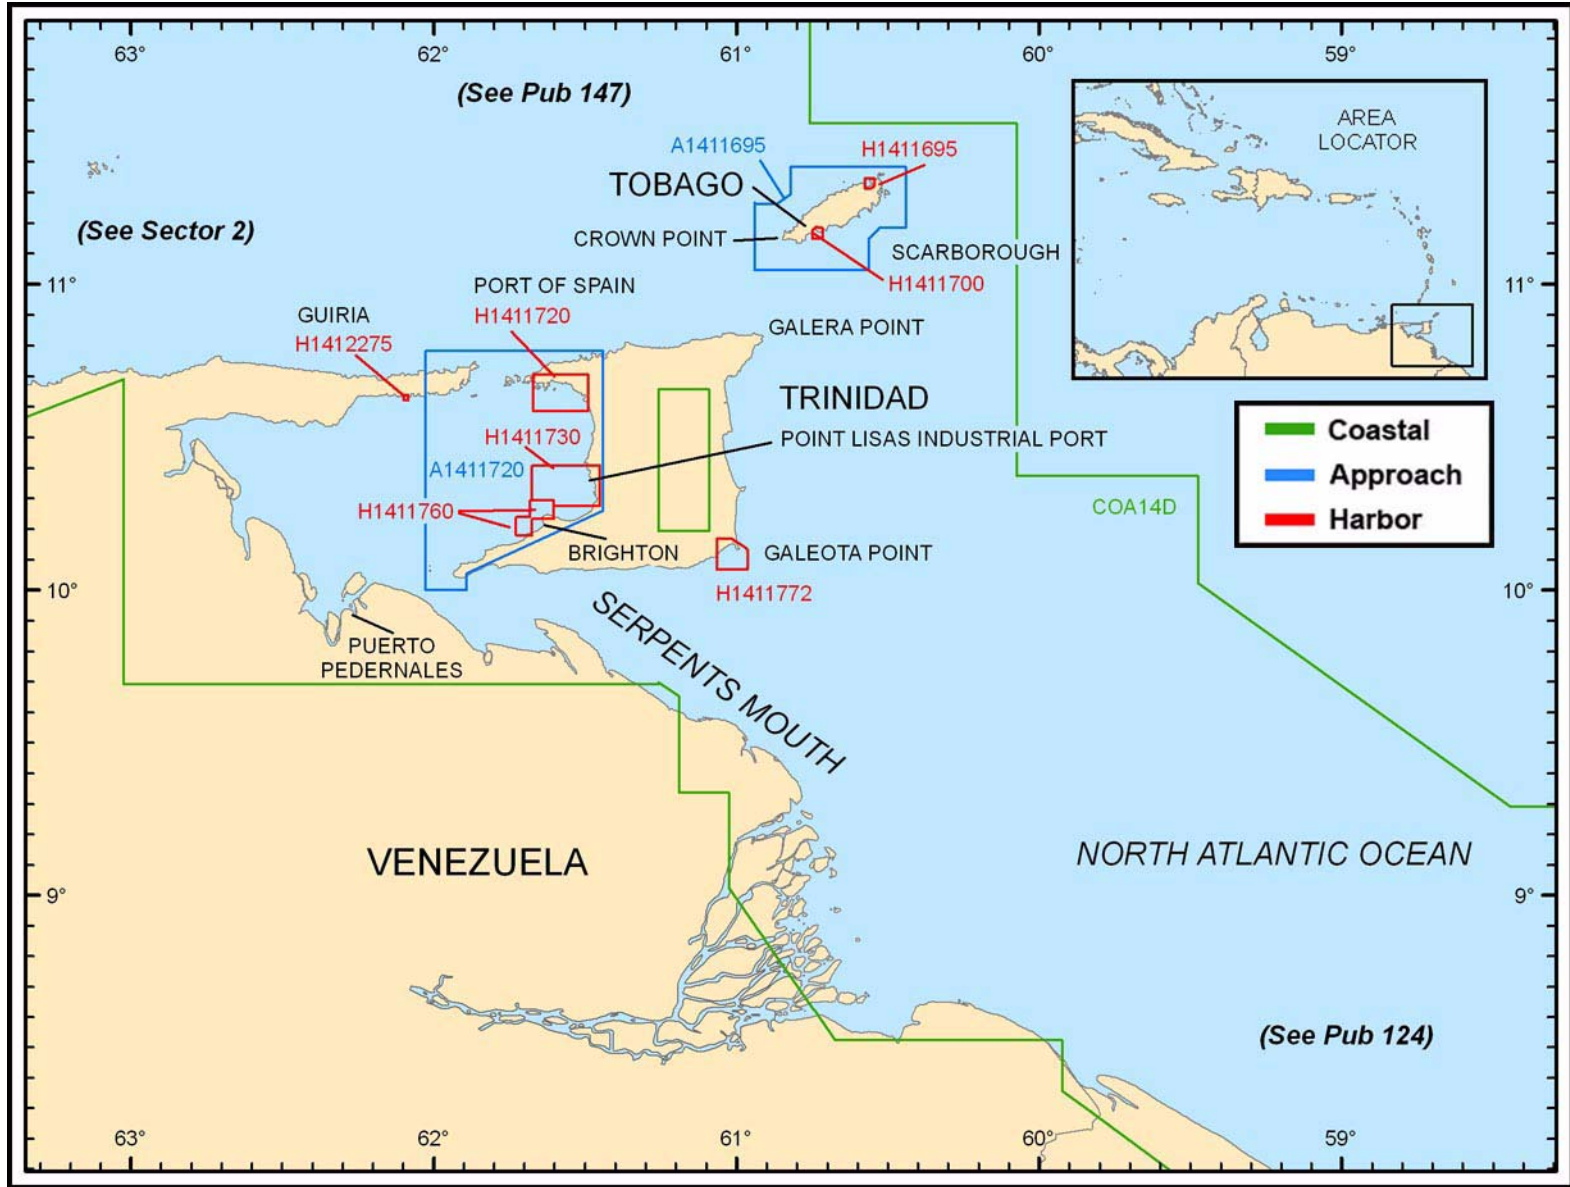 63°
62°
61°
60°
59°
(See Pub 147)
AREA
LOCATOR
A1411695
H1411695
TOBAGO
(See Sector 2)
CROWN POINT
SCARBOROUGH
11°
PORT OF SPAIN
H1411700
11°
GUIRIA
H1411720
H1412275
GALERA POINT
TRINIDAD
Coastal
H1411730
POINT LISAS INDUSTRIAL PORT
A1411720
Approach
H1411760
COA14D
Harbor
BRIGHTON
GALEOTA POINT
10°
H1411772
10°
SERPENTS MOUTH
PUERTO
PEDERNALES
VENEZUELA
NORTH ATLANTIC OCEAN
9°
9°
(See Pub 124)
63°
62°
61°
60°
59°